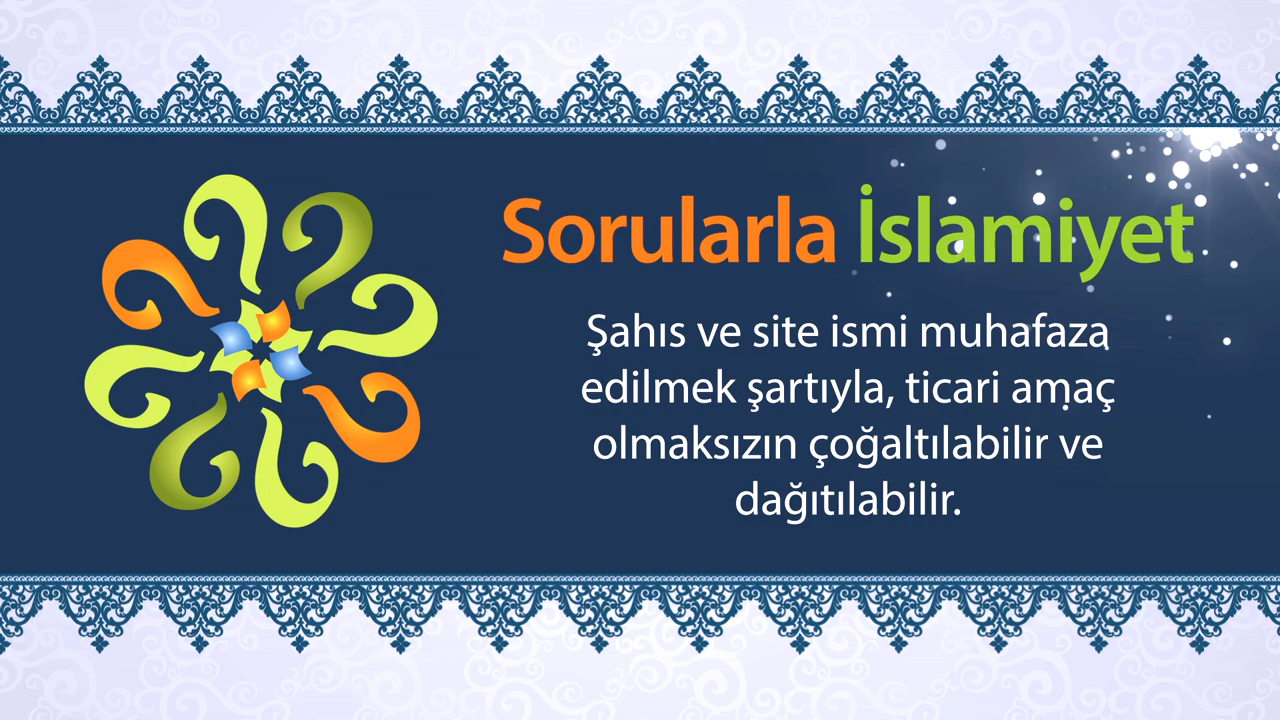 Sorularla İslamiyet
Şahıs ve site ismi muhafaza
edilmek şartıyla, ticari amaç
olmaksızın çoğaltılabilir ve
dağıtılabilir.